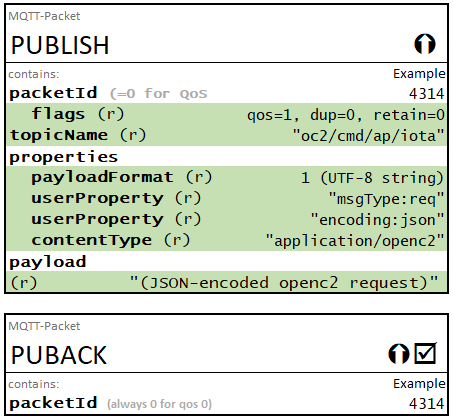 MQTT-Packet
PUBLISH
contains: Example
packetId (=0 for QoS 4314
flags (r) qos=1, dup=0, retain=0
topicName (r) "oc2/cmd/ap/iota"
properties
payloadFormat (r) 1 (UTF-8 string)
userProperty (r) "msgType:req"
userProperty (r) "encoding:json"
contentType (r) "application/openc2"
payload
(r) "(JSON-encoded openc2 request)"
MQTT-Packet
PUBACK
contains: Example
packetId (always 0 for qos 0) 4314